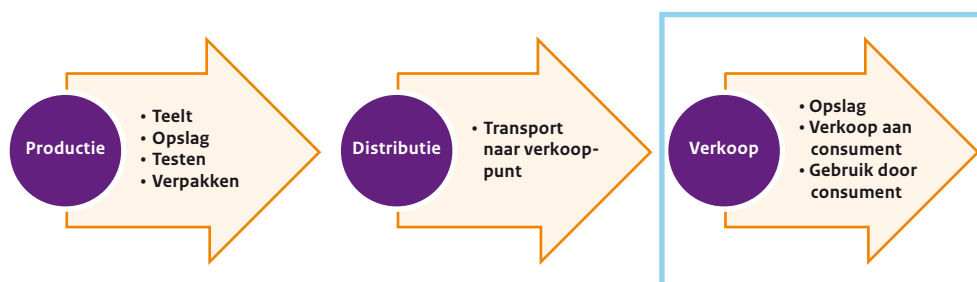 Productie
• Teelt
• Opslag
• Testen
• Verpakken
Distributie
• Transport
naar verkoop-
punt
Verkoop
• Opslag
• Verkoop aan
consument
• Gebruik door
consument